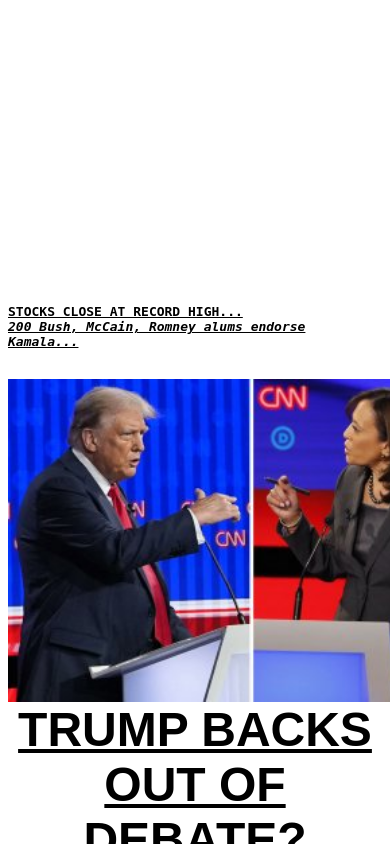 STOCKS CLOSE AT RECORD HIGH...
200 Bush, McCain, Romney alums endorse
Kamala...
CNN
D
CNN
TRUMP BACKS
OUT OF
DEBATE?